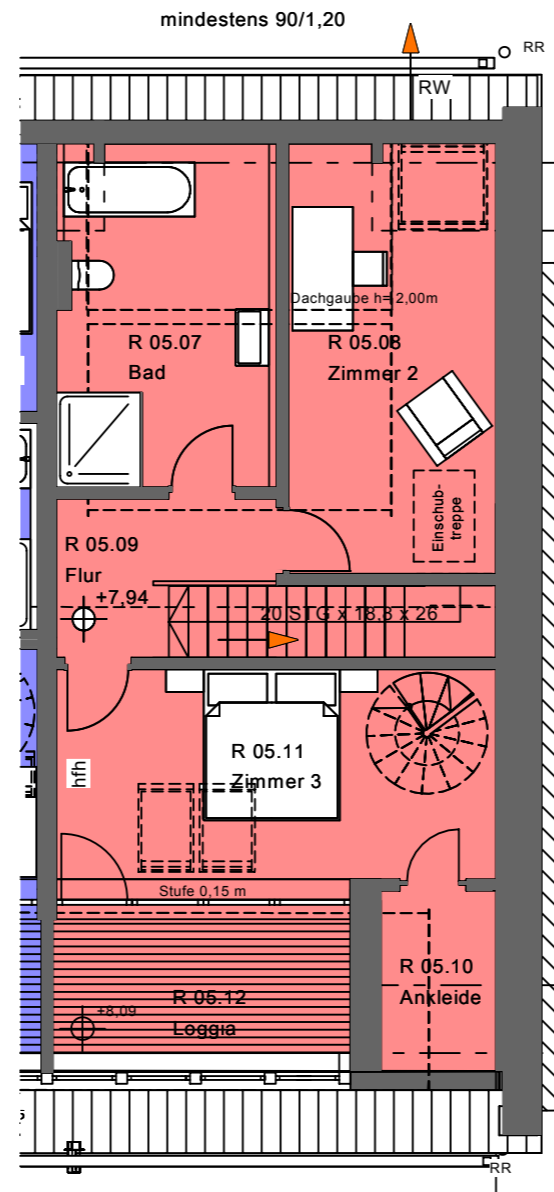 mindestens 90/1,20
RR
RW
Dachgaube h= 2,00m
R 05.07
Bad
R 05.08
Zimmer 2
Einschub-
treppe
R 05.09
Flur
+7,94
20 STG x 18,8 x 26
R 05.11
Zimmer 3
hfh
Stufe 0,15 m
R 05.10
Ankleide
R 05.12
Loggia
+8,09
RR